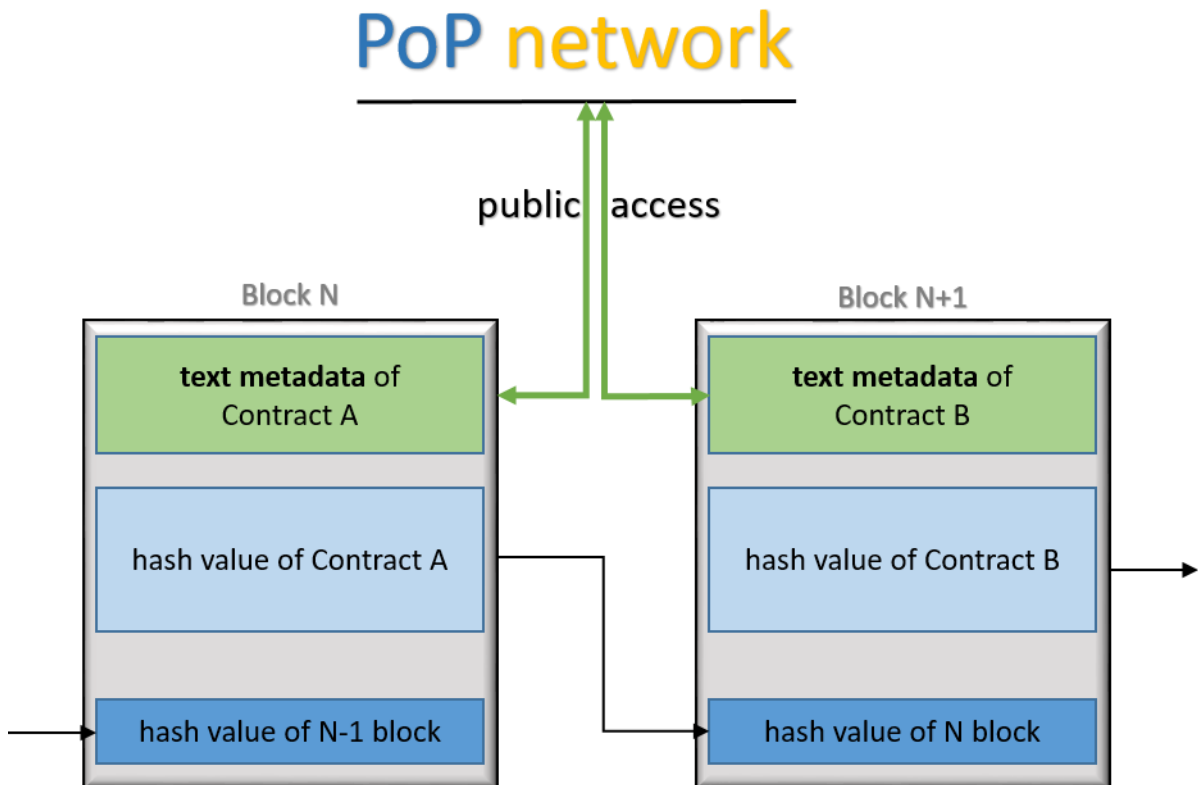 PoP network
public access
Block N
text metadata of
Contract A
hash value of Contract A
hash value of N-1 block
Block N+1
text metadata of
Contract B
hash value of Contract B
hash value of N block